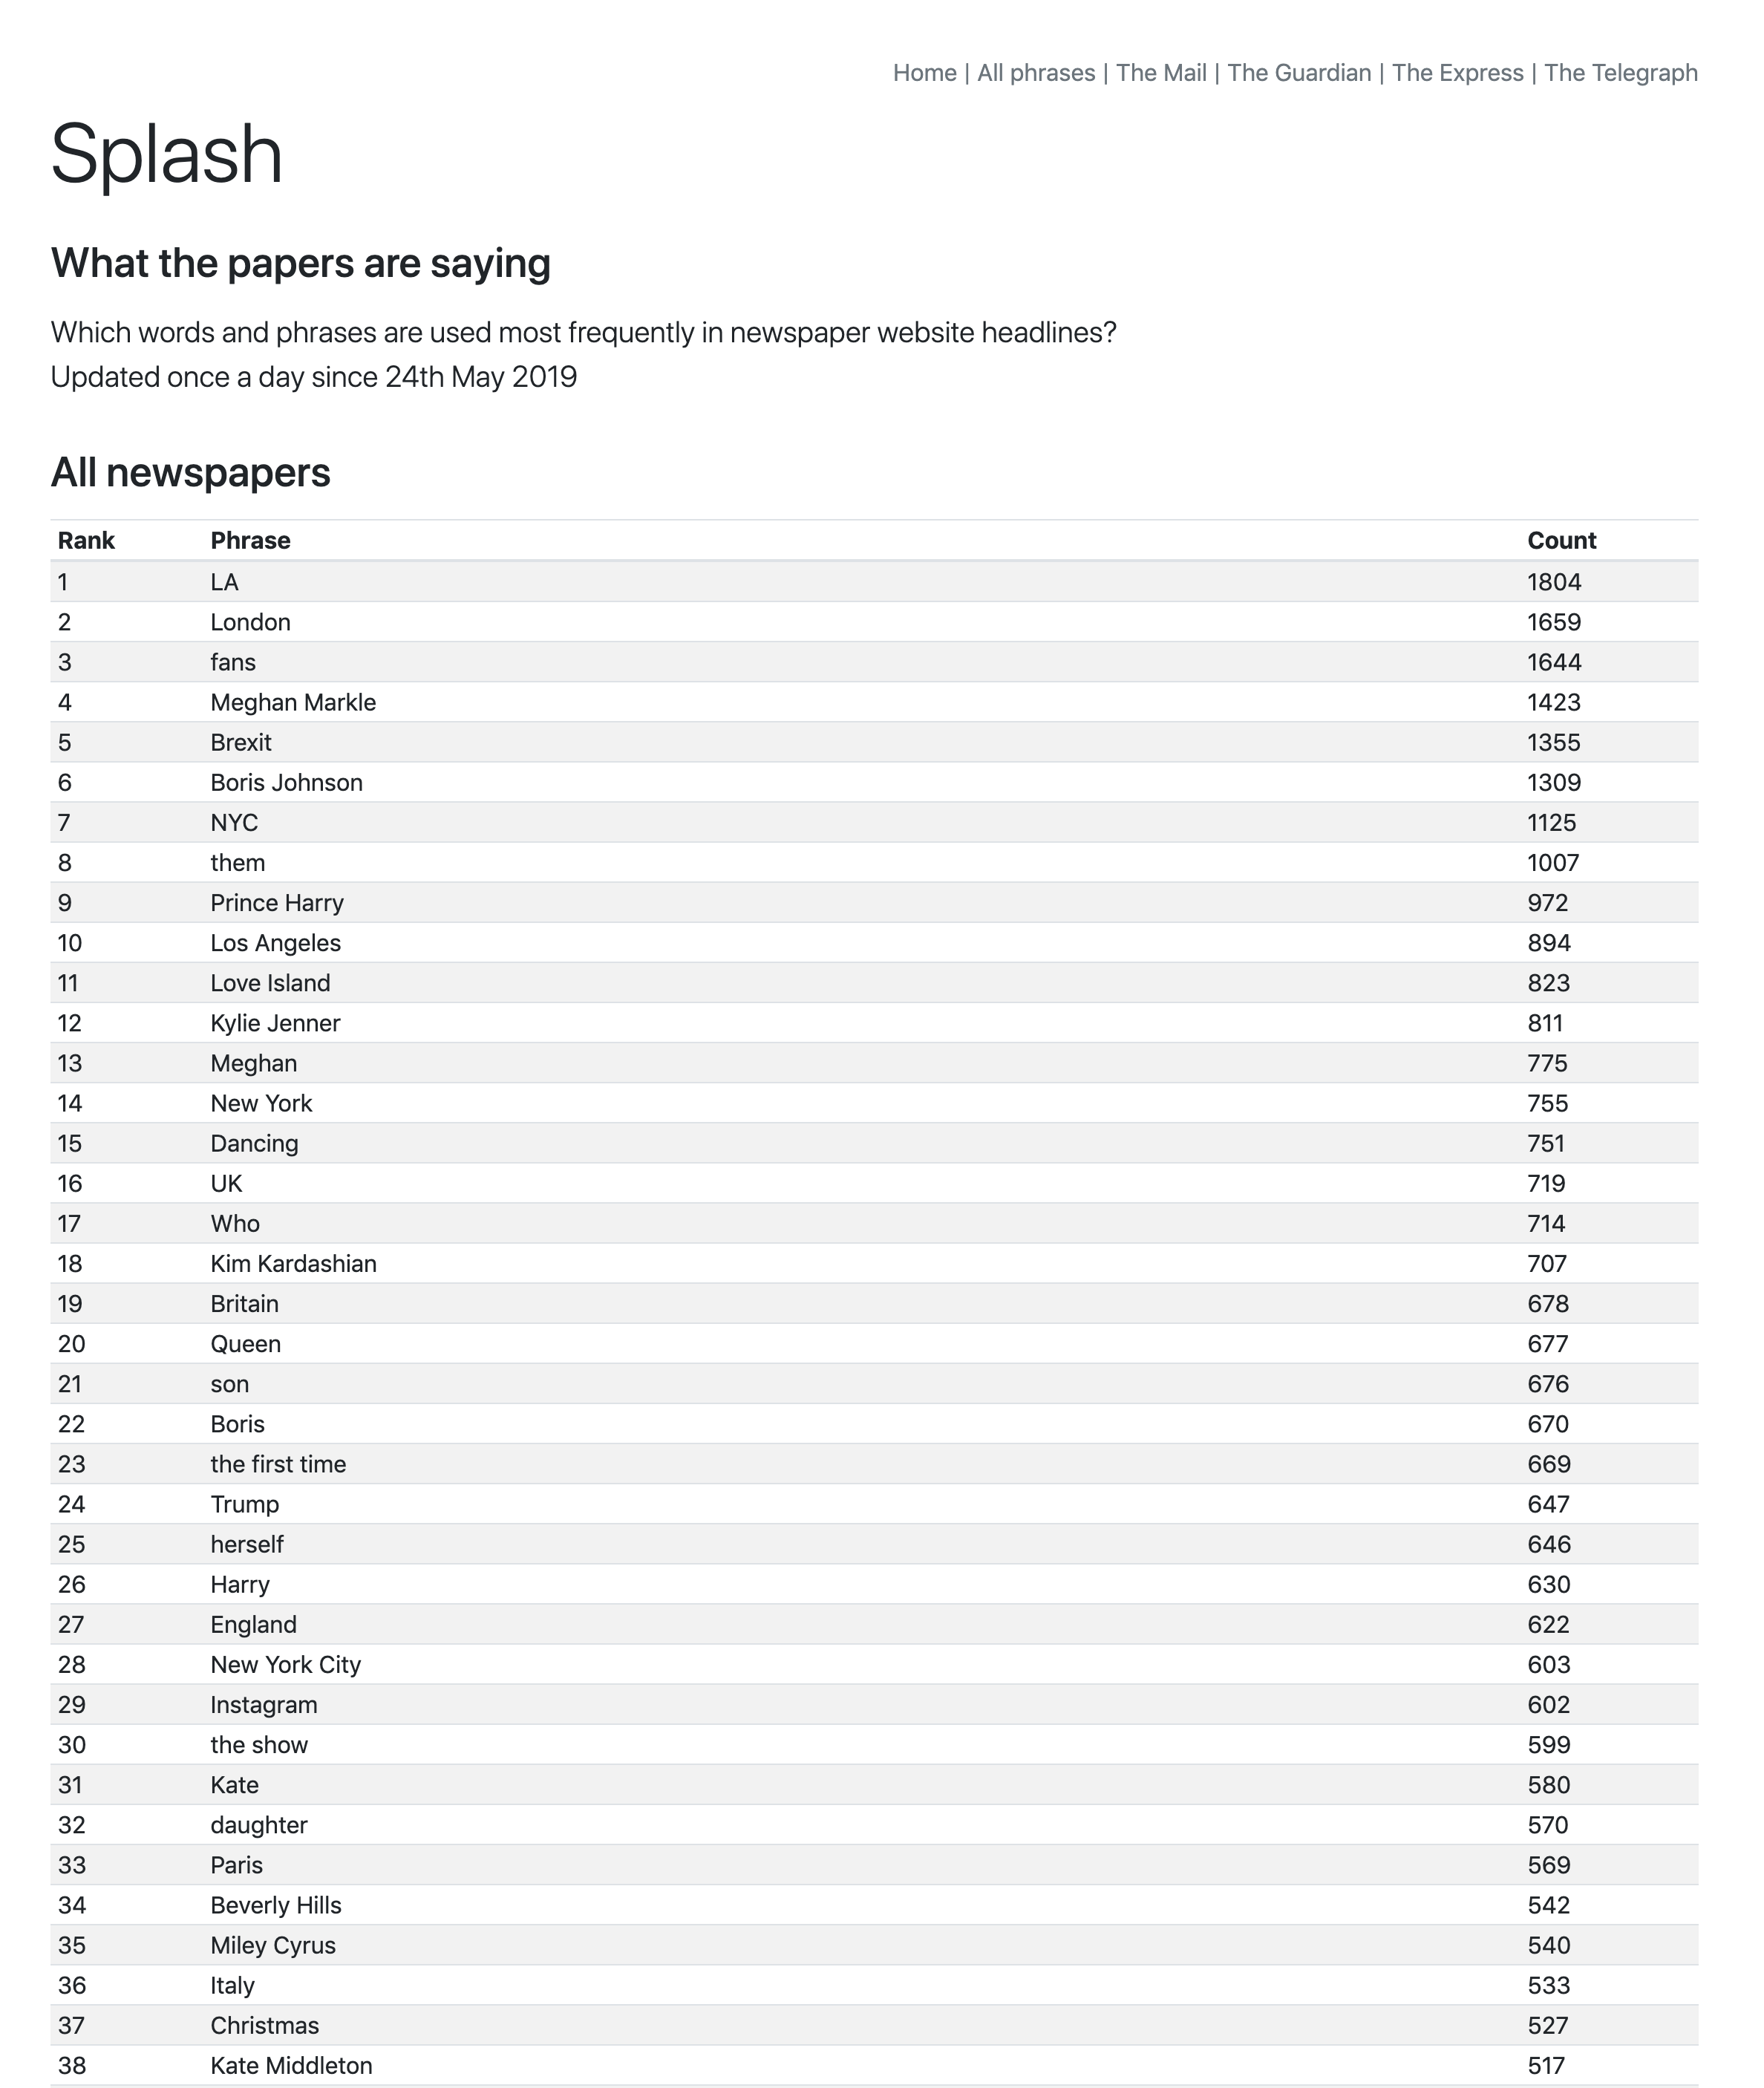 Home | All phrases | The Mail | The Guardian | The Express | The Telegraph
Splash
What the papers are saying
Which words and phrases are used most frequently in newspaper website headlines?
Updated once a day since 24th May 2019
All newspapers
Rank Phrase Count
1 LA 1804
2 London 1659
3 fans 1644
4 Meghan Markle 1423
5 Brexit 1355
6 Boris Johnson 1309
7 NYC 1125
8 them 1007
9 Prince Harry 972
10 Los Angeles 894
11 Love Island 823
12 Kylie Jenner 811
13 Meghan 775
14 New York 755
15 Dancing 751
16 UK 719
17 Who 714
18 Kim Kardashian 707
19 Britain 678
20 Queen 677
21 son 676
22 Boris 670
23 the first time 669
24 Trump 647
25 herself 646
26 Harry 630
27 England 622
28 New York City 603
29 Instagram 602
30 the show 599
31 Kate 580
32 daughter 570
33 Paris 569
34 Beverly Hills 542
35 Miley Cyrus 540
36 Italy 533
37 Christmas 527
38 Kate Middleton 517